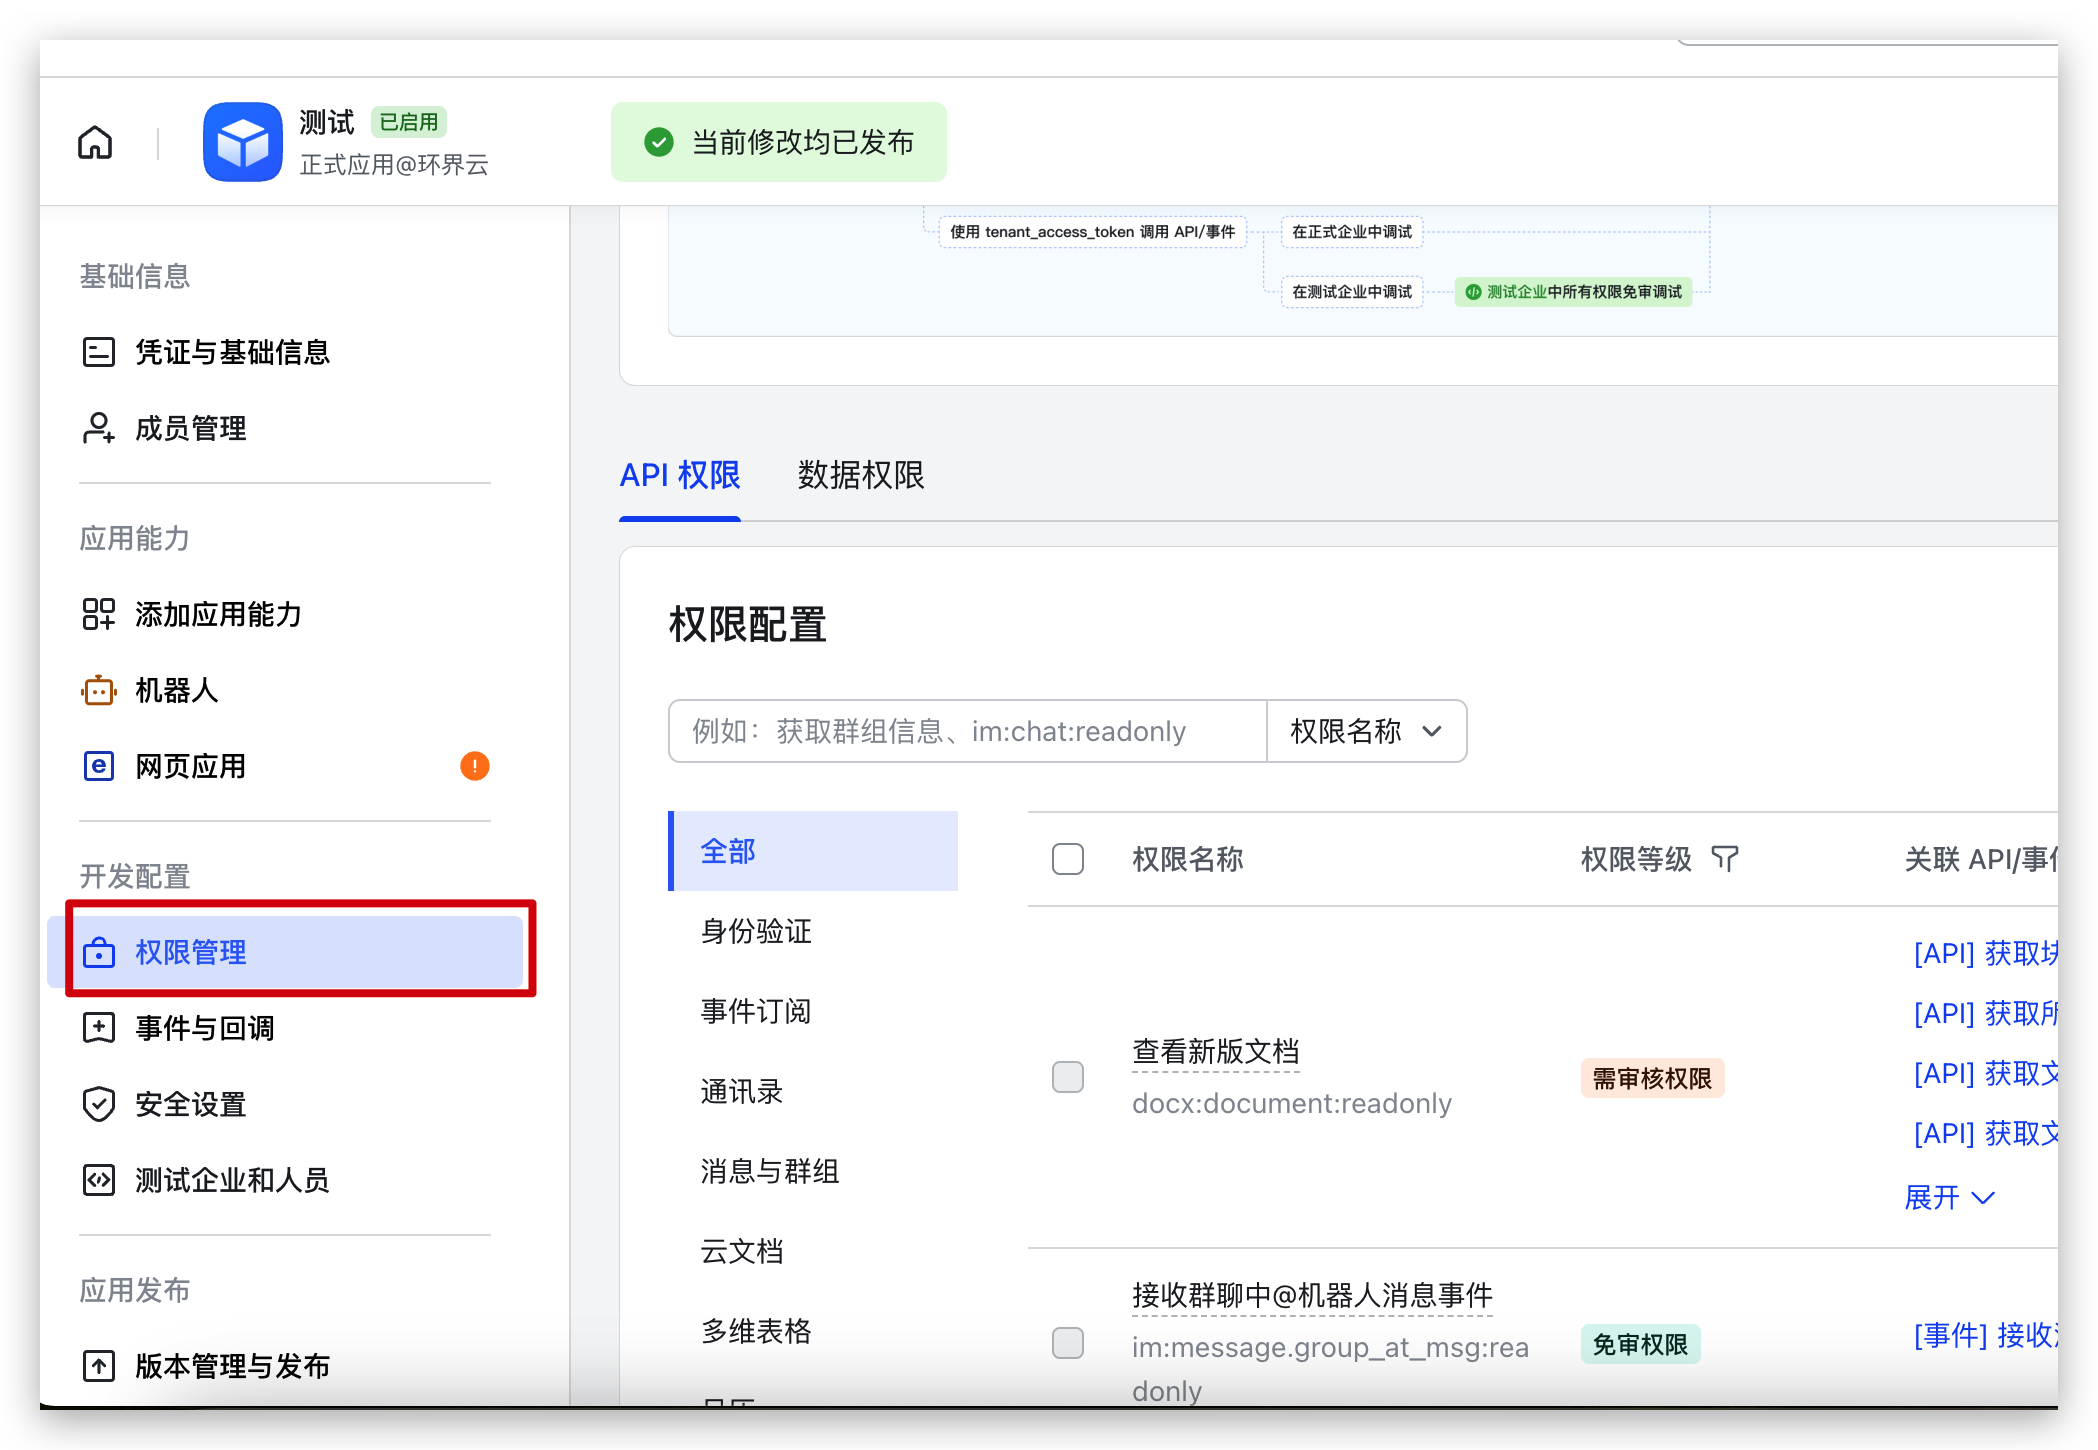 测试 已启用
正式应用@环界云
当前修改均已发布
基础信息
凭证与基础信息
成员管理
应用能力
添加应用能力
机器人
网页应用
开发配置
权限管理
事件与回调
安全设置
测试企业和人员
应用发布
版本管理与发布
使用 tenant_access_token 调用 API/事件
在正式企业中调试
在测试企业中调试
测试企业中所有权限免审调试
API 权限 数据权限
权限配置
例如：获取群组信息、im:chat:readonly 权限名称
全部
身份验证
事件订阅
通讯录
消息与群组
云文档
多维表格
权限名称 权限等级 关联 API/事件
查看新版文档
docx:document:readonly
需审核权限
[API] 获取块
[API] 获取所
[API] 获取文
[API] 获取文
展开
接收群聊中@机器人消息事件
im:message.group_at_msg:rea
donly
免审权限
[事件] 接收